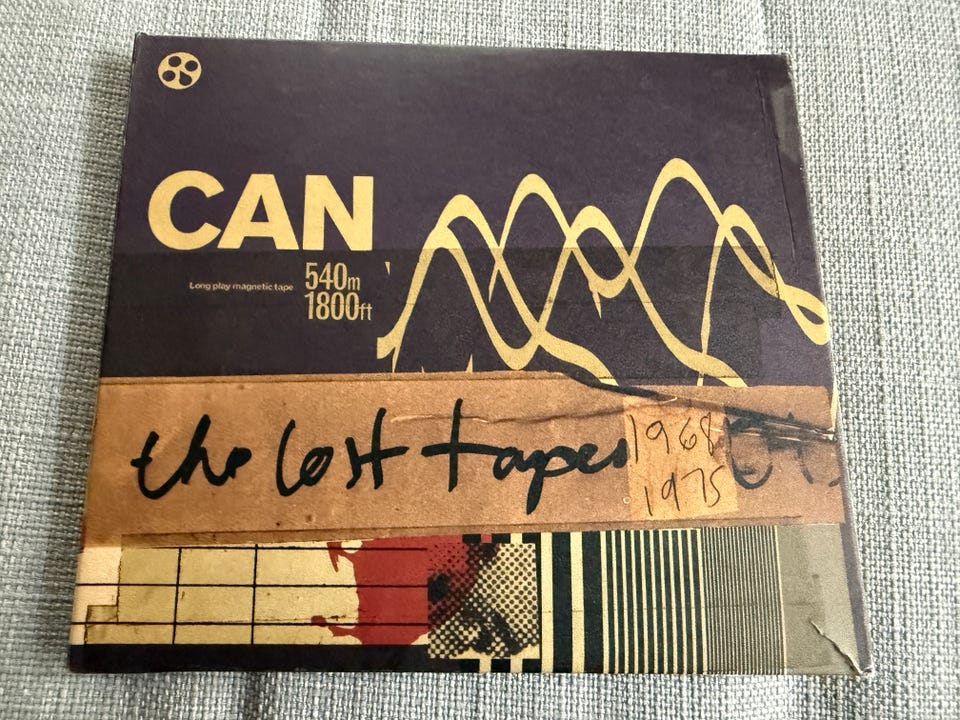 CAN
Long play magnetic tape
540m
1800ft
the lost tapes
1968
1975